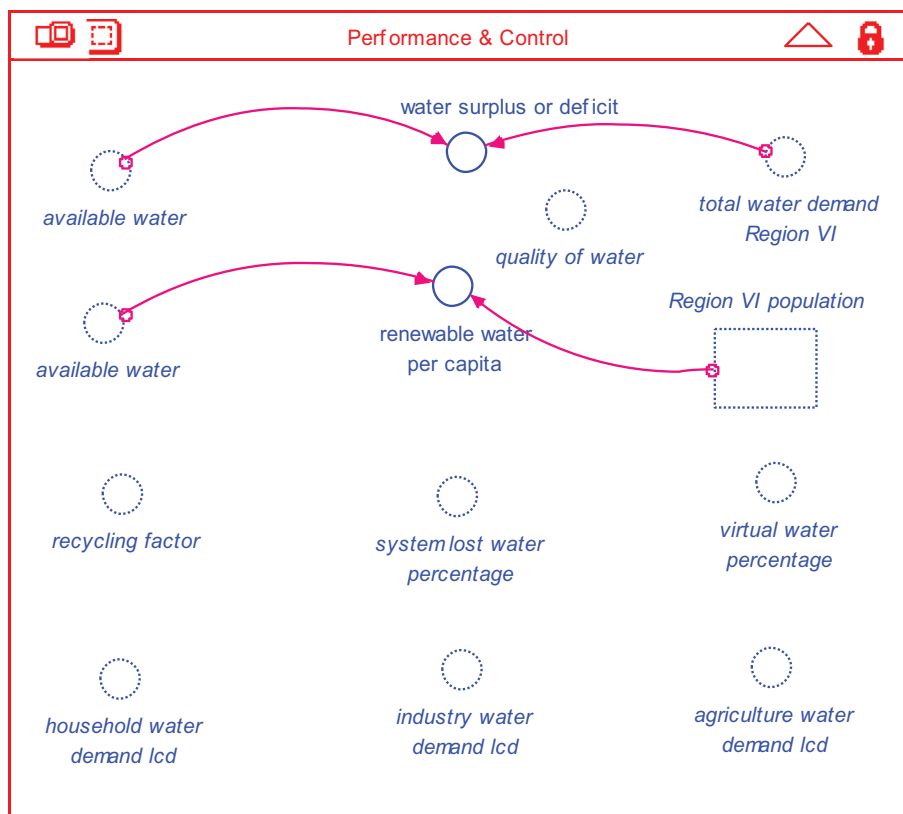 Performance & Control
water surplus or deficit
available water
total water demand
Region VI
quality of water
Region VI population
available water
renewable water
per capita
recycling factor
system lost water
percentage
virtual water
percentage
household water
demand lcd
industry water
demand lcd
agriculture water
demand lcd